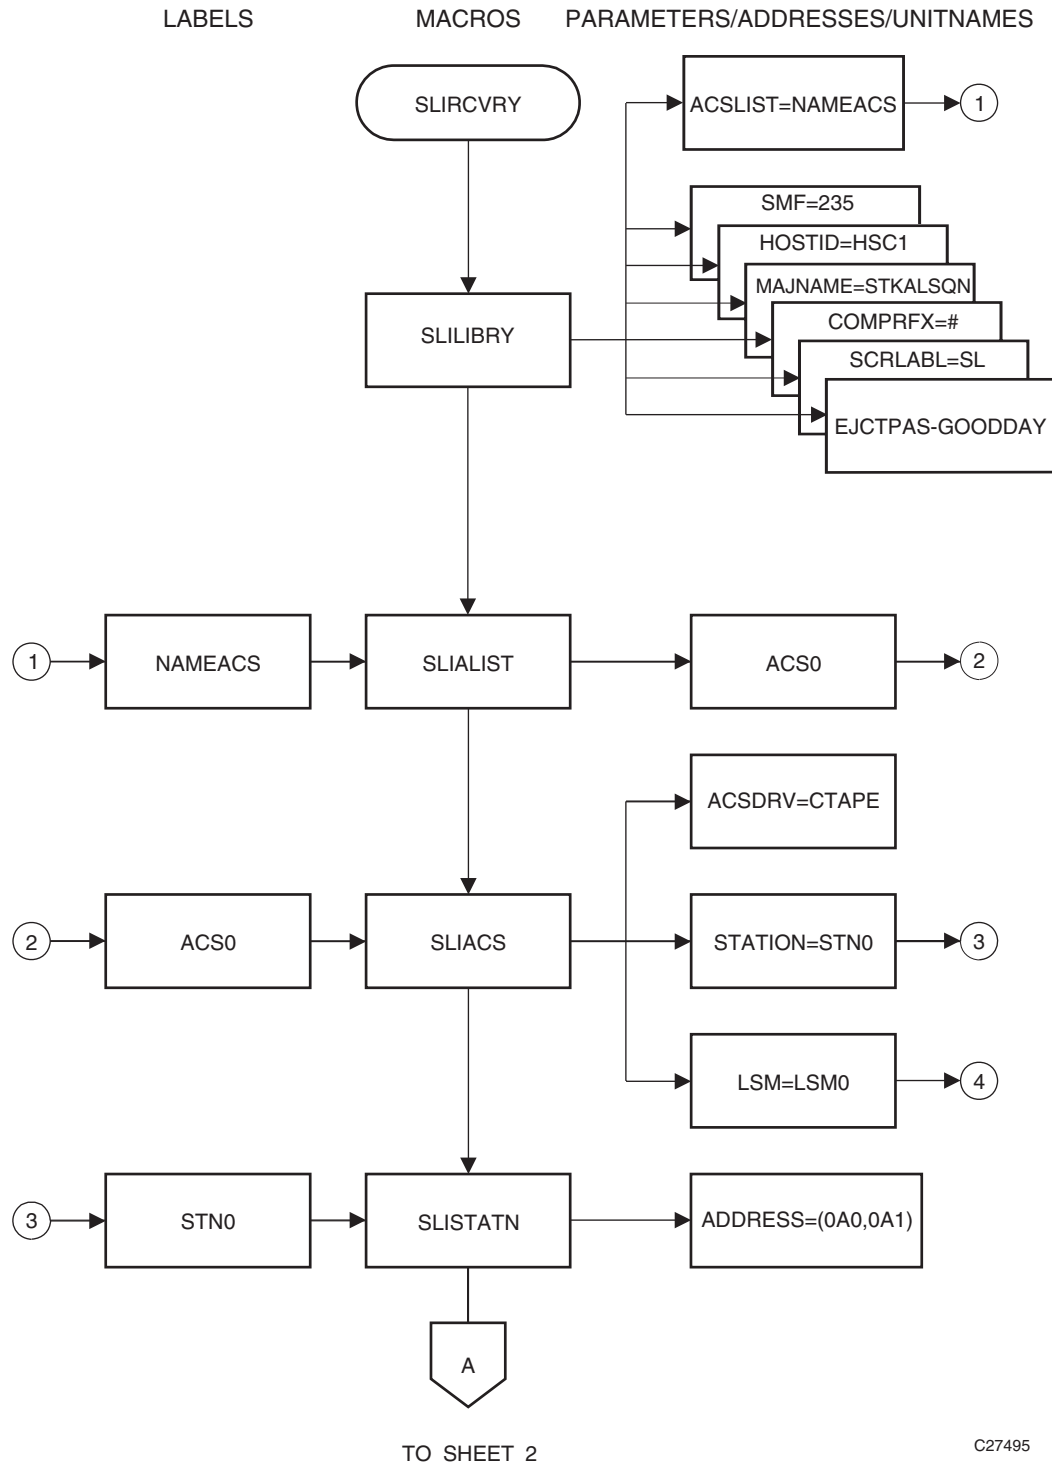 LABELS MACROS PARAMETERS/ADDRESSES/UNITNAMES
SLIRCVRY
ACSLIST=NAMEACS
1
SMF=235
HOSTID=HSC1
MAJNAME=STKALSQN
COMPRFX=#
SLILIBRY
SCRLABL=SL
EJCTPAS-GOODDAY
1
NAMEACS
SLIALIST
ACS0
2
ACSDRV=CTAPE
2
ACS0
SLIACS
STATION=STN0
3
LSM=LSM0
4
3
STN0
SLISTATN
ADDRESS=(0A0,0A1)
A
TO SHEET 2
C27495